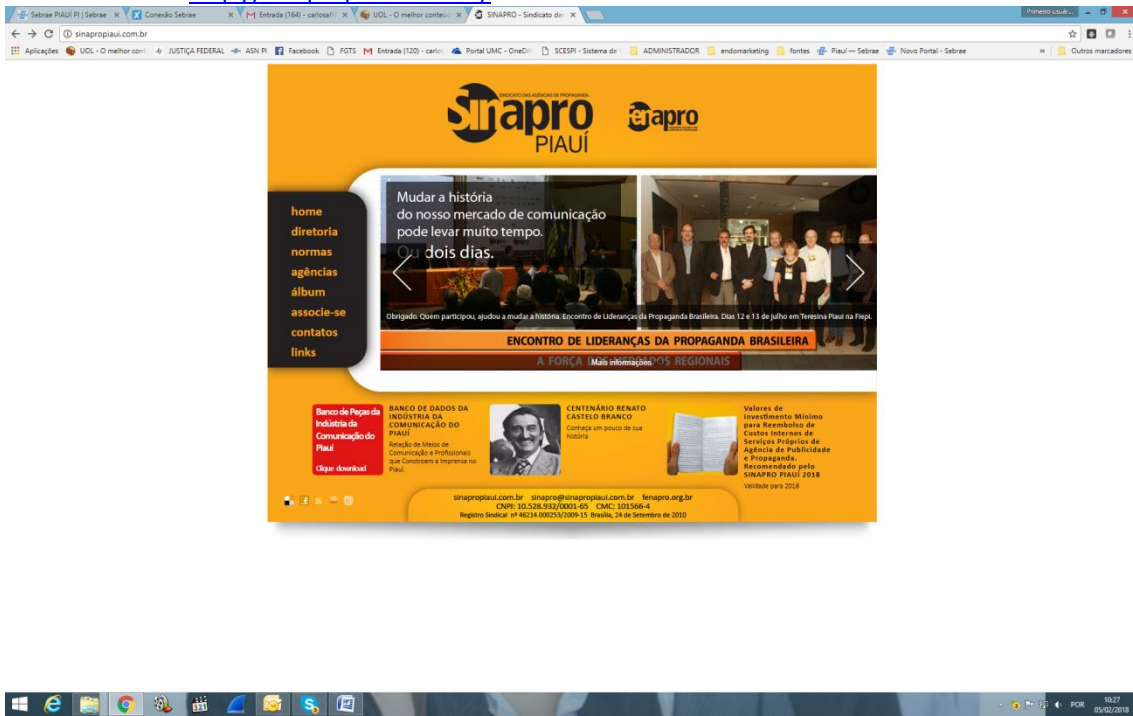 Sebrae PIAUÍ PI | Sebrae
Conexão Sebrae
Entrada (164) - carlosaf
UOL - O melhor conteú
SINAPRO - Sindicato das
sinapropiaui.com.br
Aplicações
UOL - O melhor cont
JUSTIÇA FEDERAL
ASN PI
Facebook
FGTS
Entrada (120) - carlos
Portal UMC - OneDri
SCESPI - Sistema de
ADMINISTRADOR
endomarketing
fontes
Piauí — Sebrae
Novo Portal - Sebrae
»
Outros marcadores
SINDICATO DAS AGÊNCIAS DE PROPAGANDA
sinapro
PIAUÍ
fenapro
home
diretoria
normas
agências
álbum
associe-se
contatos
links
Mudar a história
do nosso mercado de comunicação
pode levar muito tempo.
Ou dois dias.
Obrigado. Quem participou, ajudou a mudar a história. Encontro de Lideranças da Propaganda Brasileira. Dias 12 e 13 de julho em Teresina Piauí na Fiepi.
ENCONTRO DE LIDERANÇAS DA PROPAGANDA BRASILEIRA
A FORÇA DOS MERCADOS REGIONAIS
Mais informações
Banco de Peças da
Indústria da
Comunicação do
Piauí
Clique download
BANCO DE DADOS DA
INDÚSTRIA DA
COMUNICAÇÃO DO
PIAUÍ
Relação de Meios de
Comunicação e Profissionais
que Constroem a Imprensa no
Piauí.
CENTENÁRIO RENATO
CASTELO BRANCO
Conheça um pouco de sua
história
Valores de
Investimento Mínimo
para Reembolso de
Custos Internos de
Serviços Próprios de
Agência de Publicidade
e Propaganda.
Recomendado pelo
SINAPRO PIAUÍ 2018
Validade para 2018
sinapropiaui.com.br sinapro@sinapropiaui.com.br fenapro.org.br
CNPJ: 10.528.932/0001-65 CMC: 101566-4
Registro Sindical nº 46214.000253/2009-15 Brasília, 24 de Setembro de 2010
POR
10:27
05/02/2018